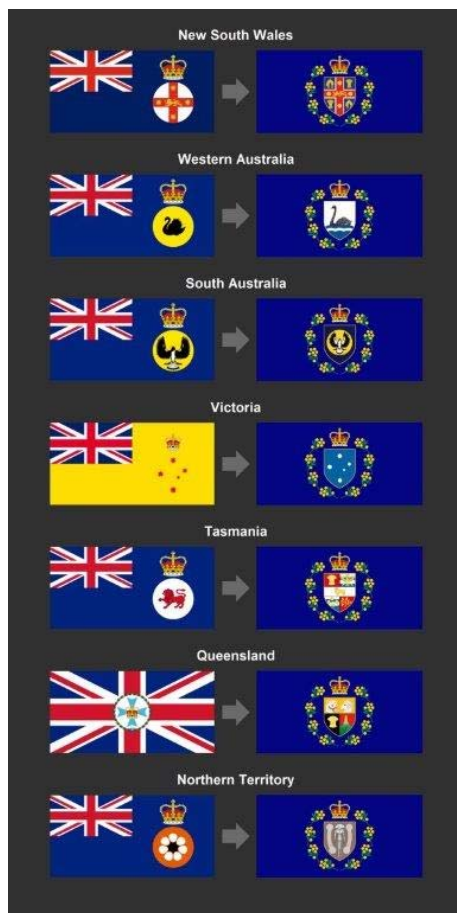 New South Wales
Western Australia
South Australia
Victoria
Tasmania
Queensland
Northern Territory